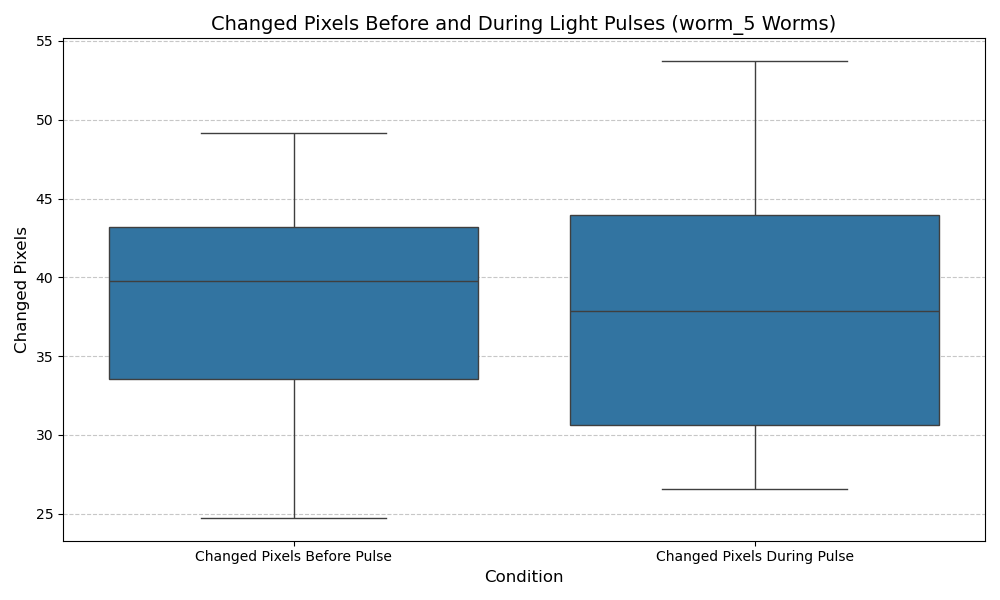 Changed Pixels Before and During Light Pulses (worm_5 Worms)
Changed Pixels
55
50
45
40
35
30
25
Changed Pixels Before Pulse
Changed Pixels During Pulse
Condition